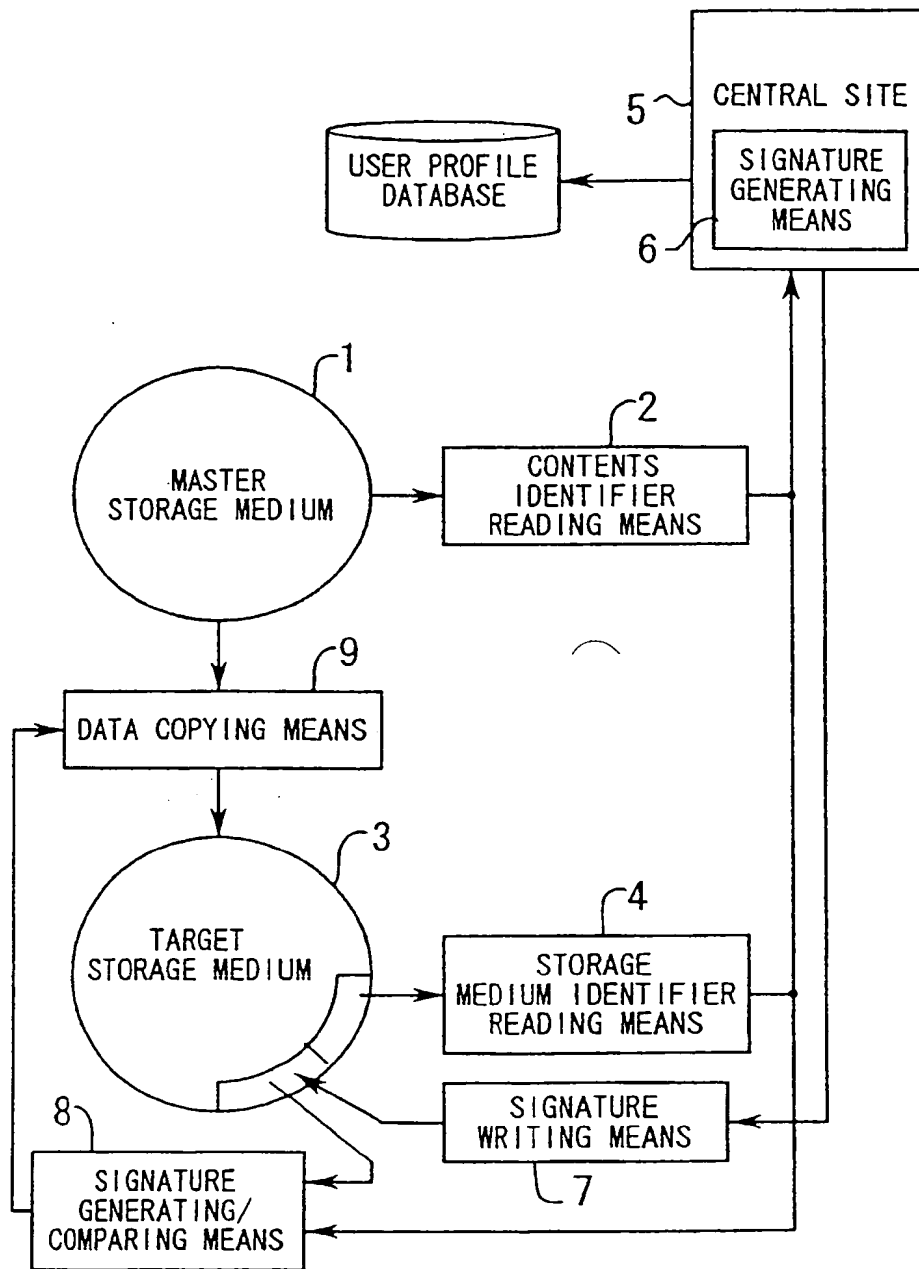 5
CENTRAL SITE
USER PROFILE
DATABASE
SIGNATURE
GENERATING
MEANS
6
1
MASTER
STORAGE MEDIUM
2
CONTENTS
IDENTIFIER
READING MEANS
9
DATA COPYING MEANS
3
TARGET
STORAGE MEDIUM
4
STORAGE
MEDIUM IDENTIFIER
READING MEANS
SIGNATURE
WRITING MEANS
7
8
SIGNATURE
GENERATING/
COMPARING MEANS